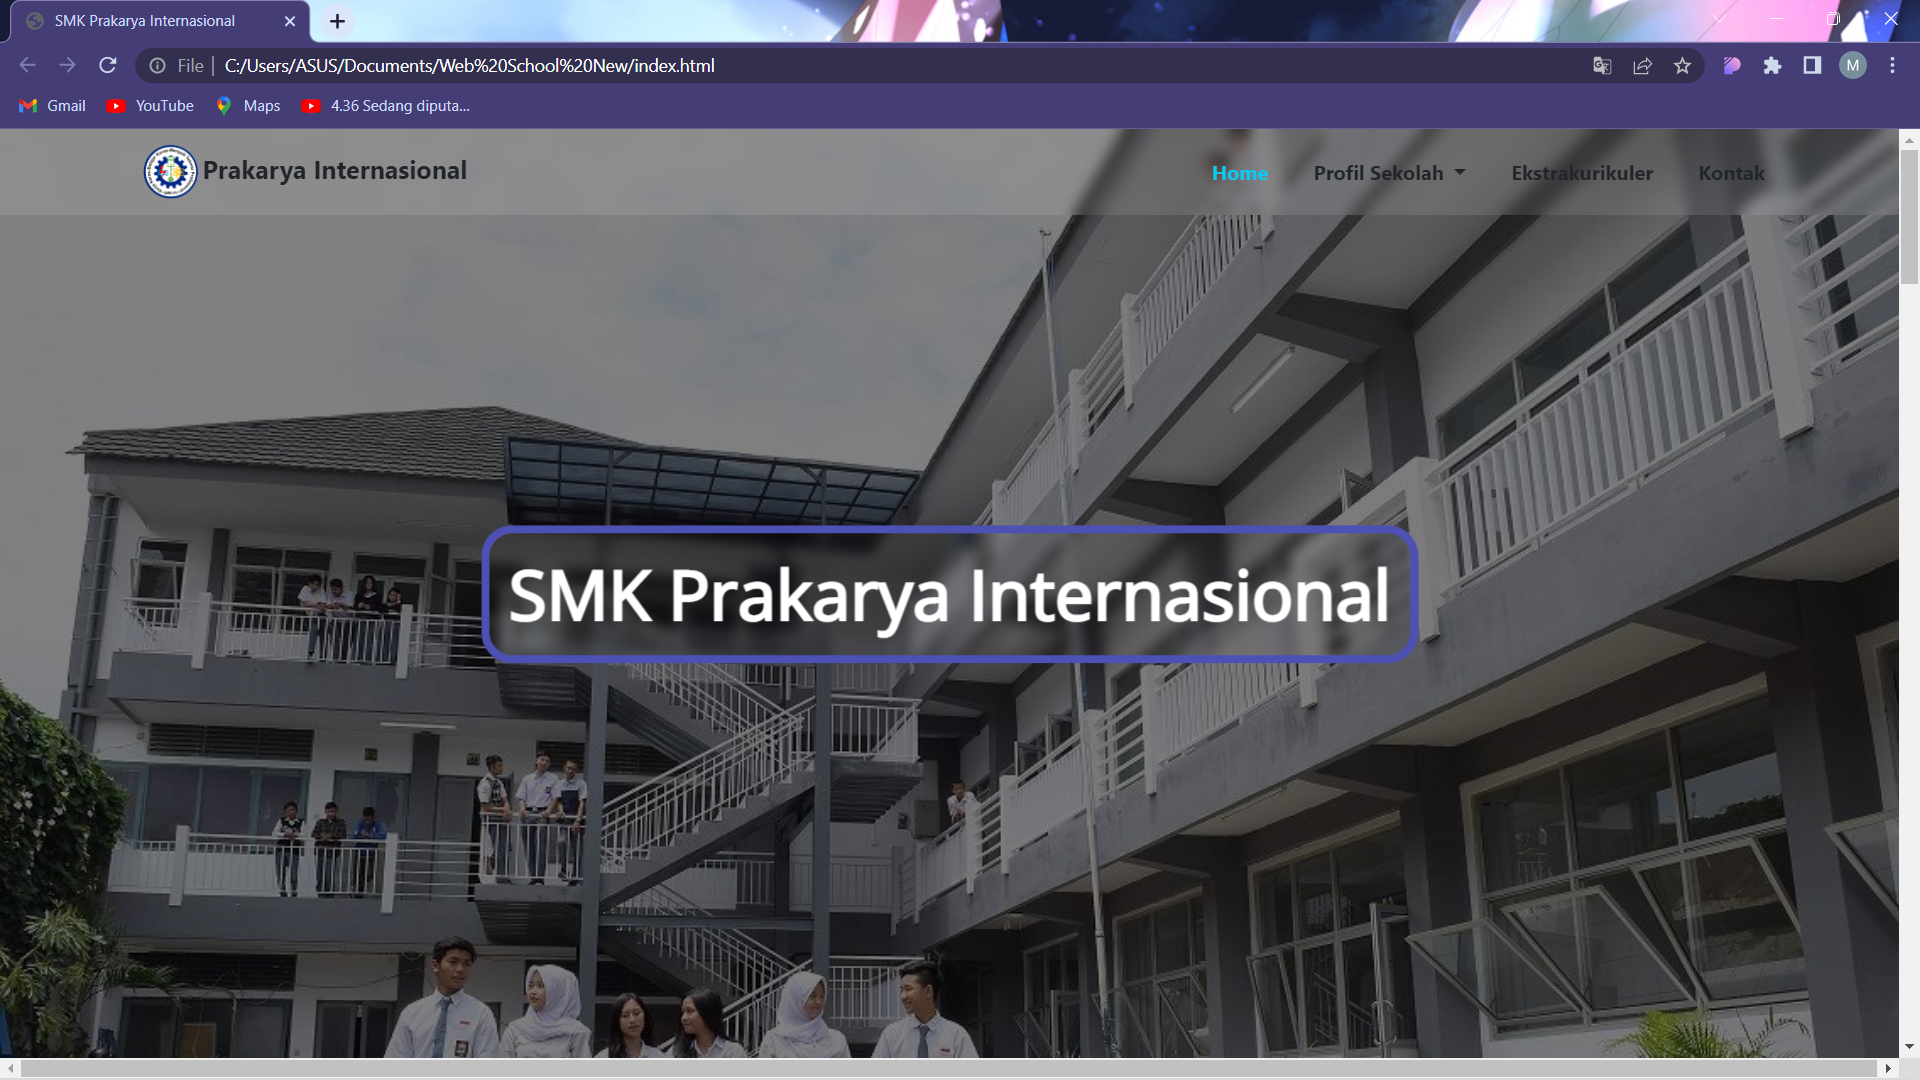 SMK Prakarya Internasional
File
C:/Users/ASUS/Documents/Web%20School%20New/index.html
M
Gmail
YouTube
Maps
4.36 Sedang diputa...
Prakarya Internasional
Home
Profil Sekolah
Ekstrakurikuler
Kontak
SMK Prakarya Internasional